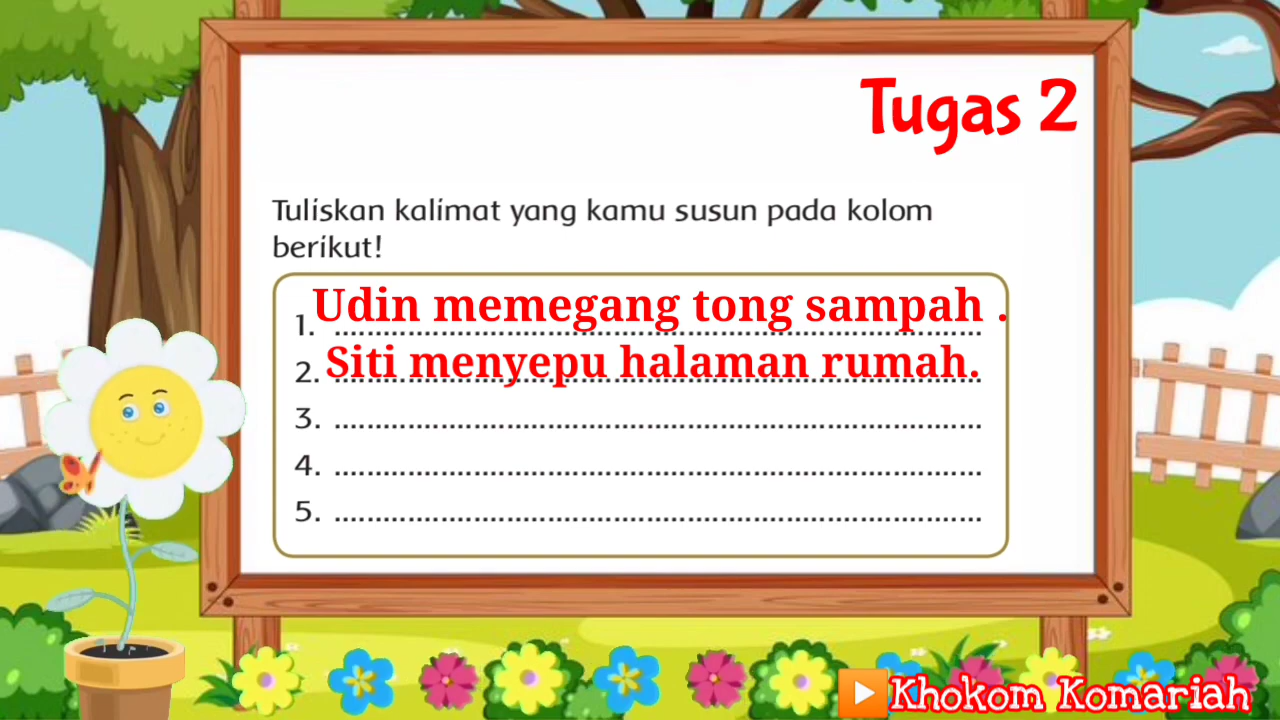 Tugas 2
Tuliskan kalimat yang kamu susun pada kolom
berikut!
1. Udin memegang tong sampah .
2. Siti menyepu halaman rumah.
3. ................................................................................
4. ................................................................................
5. ................................................................................
Khokom Komariah